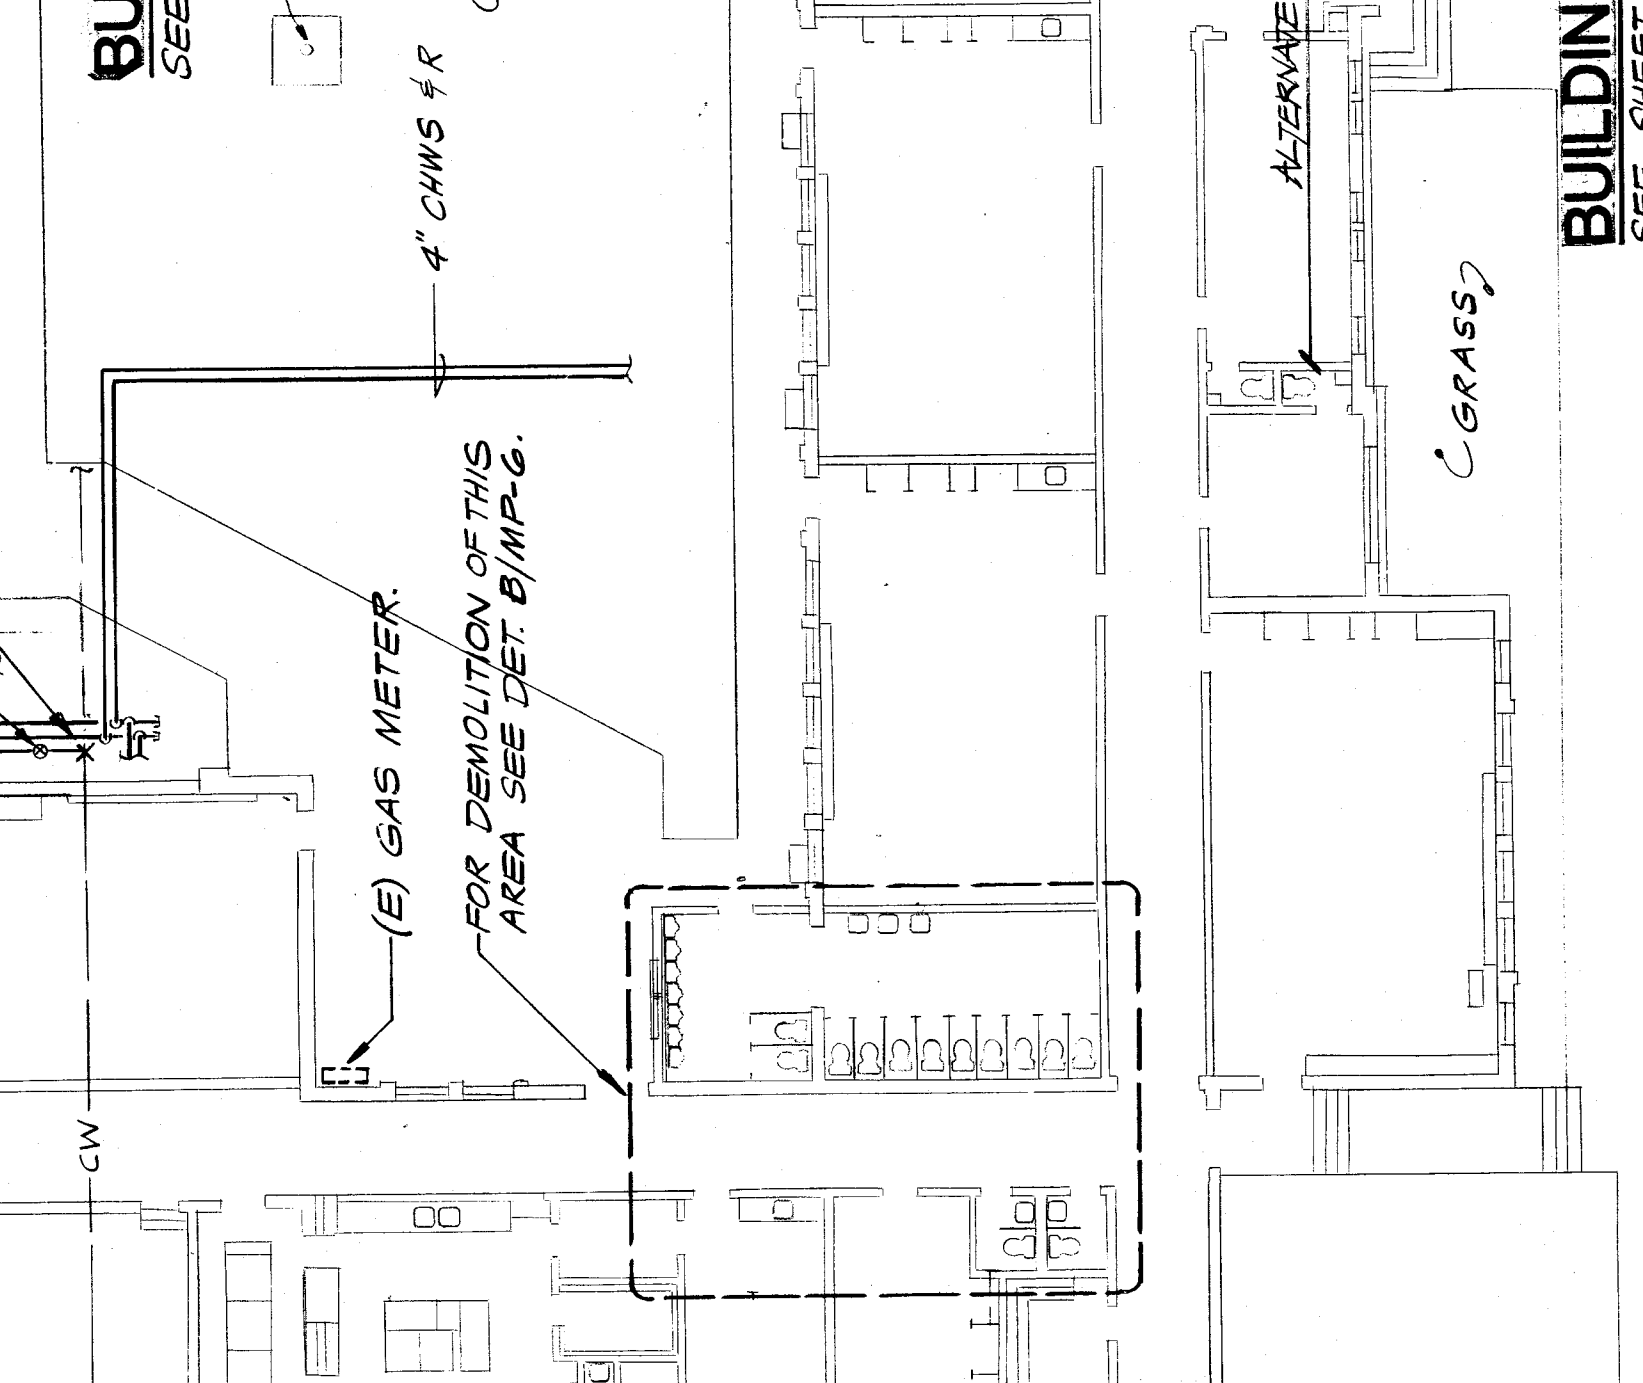 BU
SEE
4" CHWS & R
(E) GAS METER.
FOR DEMOLITION OF THIS
AREA SEE DET. B/MP-6.
CW
ALTERNATE
GRASS
BUILDIN
SEE SHEET